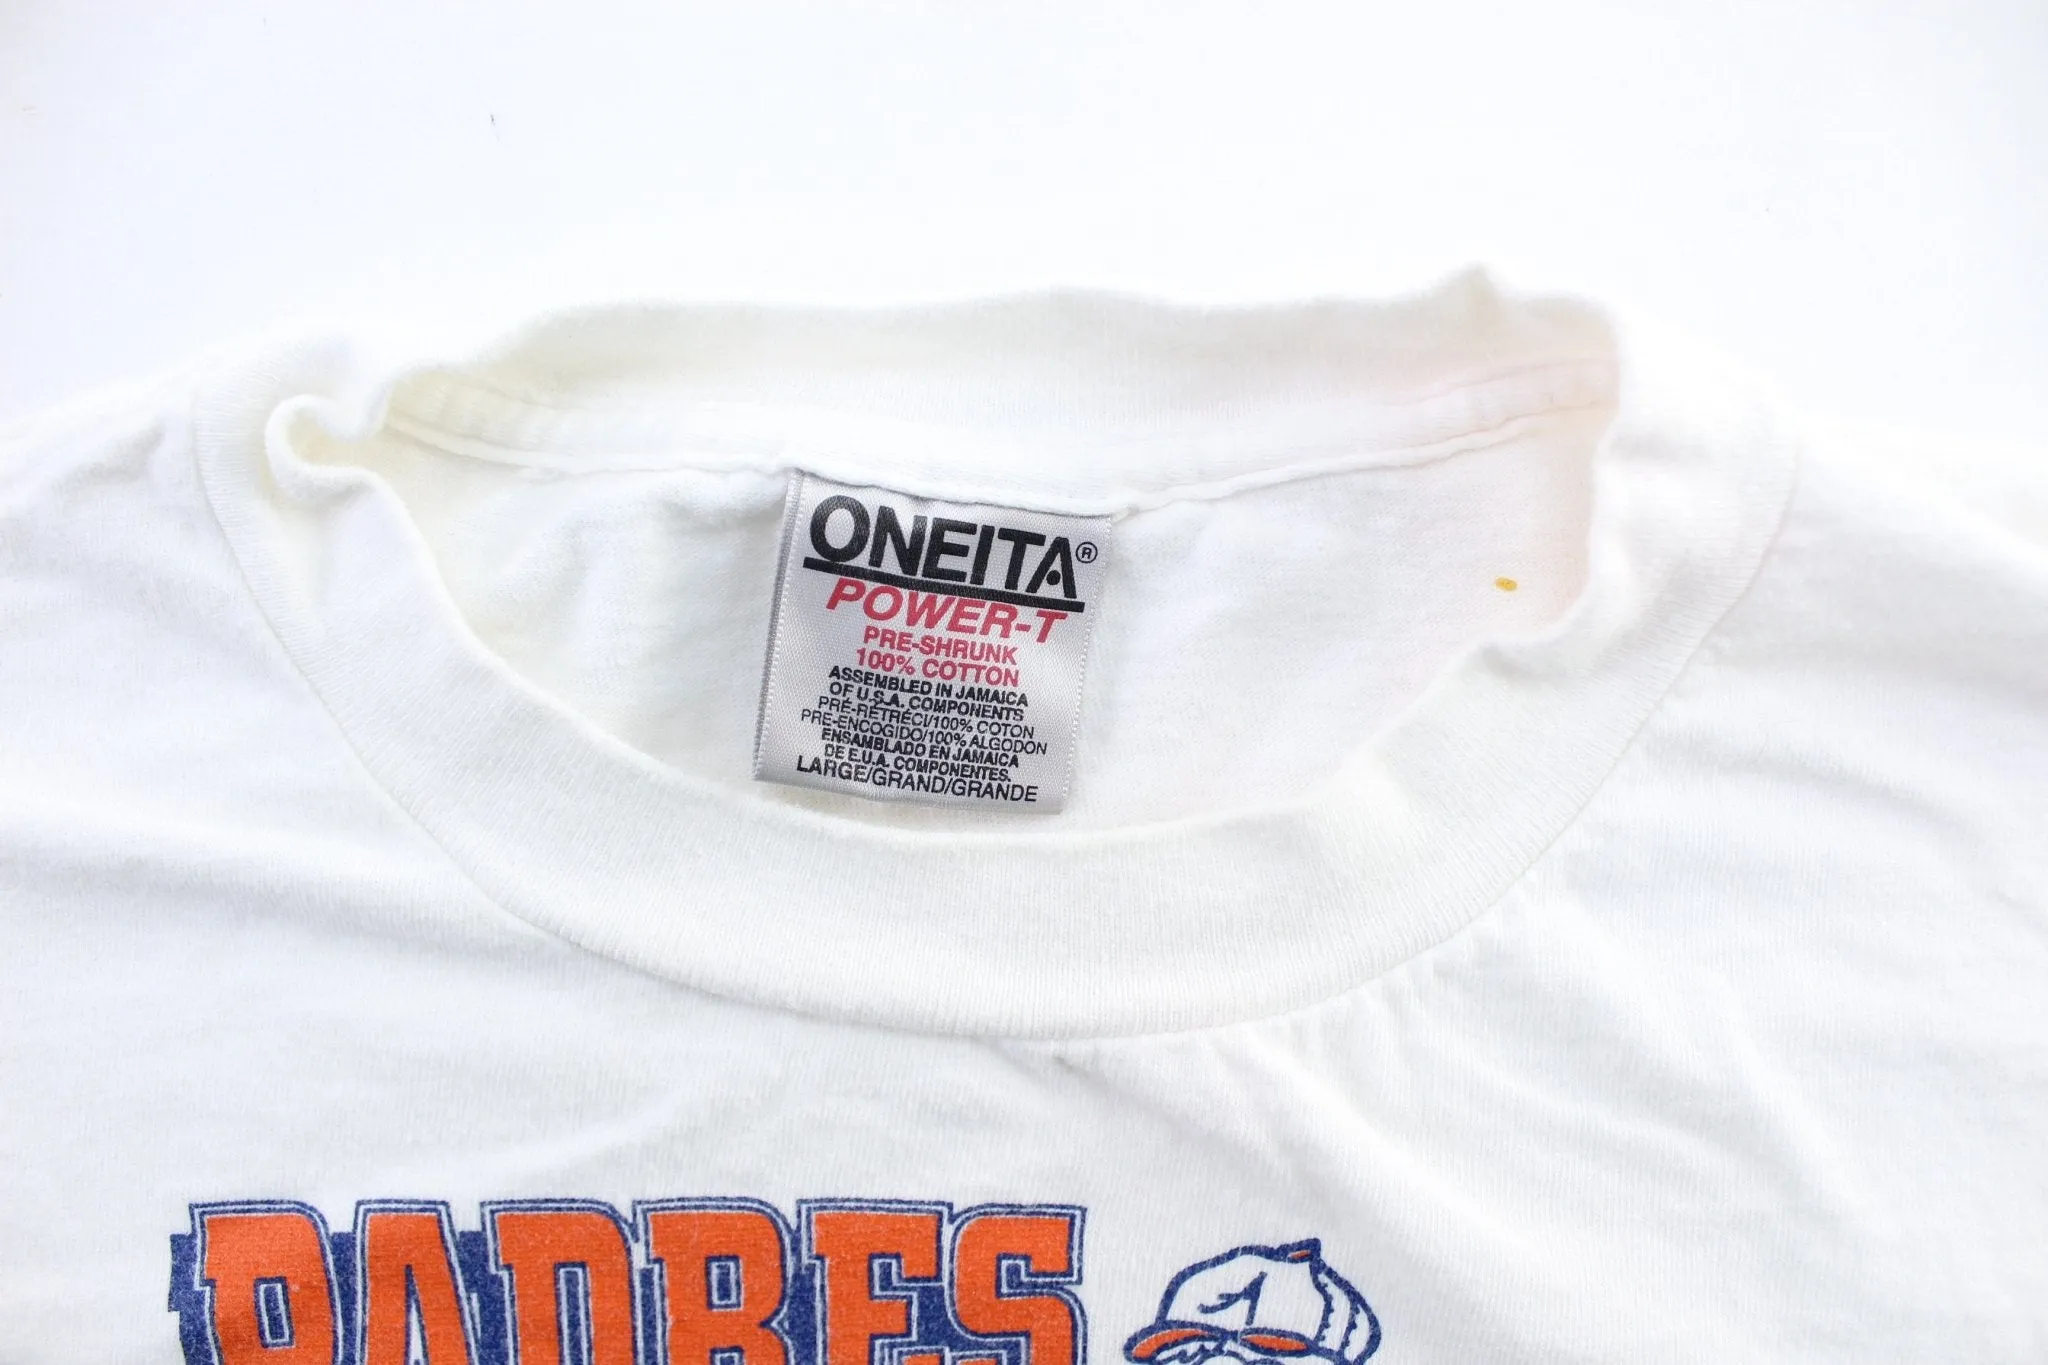 ONEITA®
POWER-T
PRE-SHRUNK
100% COTTON
ASSEMBLED IN JAMAICA
OF U.S.A. COMPONENTS
PRÉ-RÉTRÉCI/100% COTON
PRE-ENCOGIDO/100% ALGODON
ENSAMBLADO EN JAMAICA
DE E.U.A. COMPONENTES.
LARGE/GRAND/GRANDE
PADRES